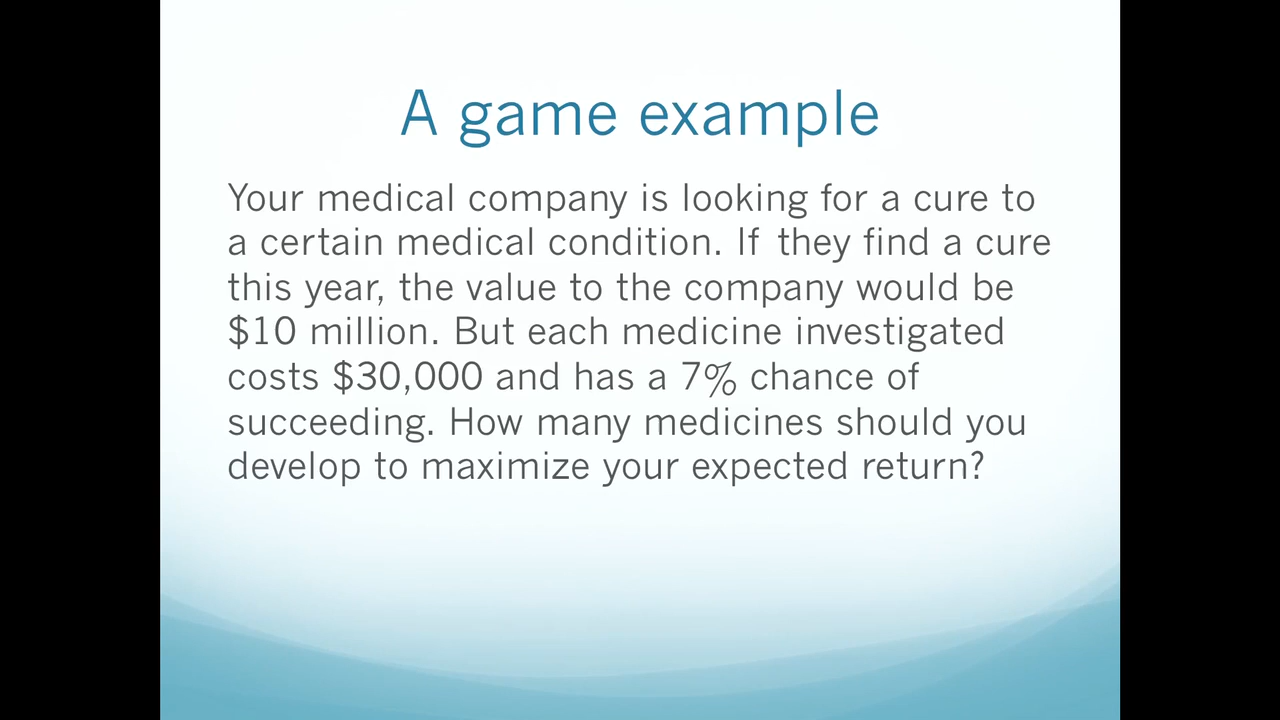 A game example
Your medical company is looking for a cure to
a certain medical condition. If they find a cure
this year, the value to the company would be
$10 million. But each medicine investigated
costs $30,000 and has a 7% chance of
succeeding. How many medicines should you
develop to maximize your expected return?